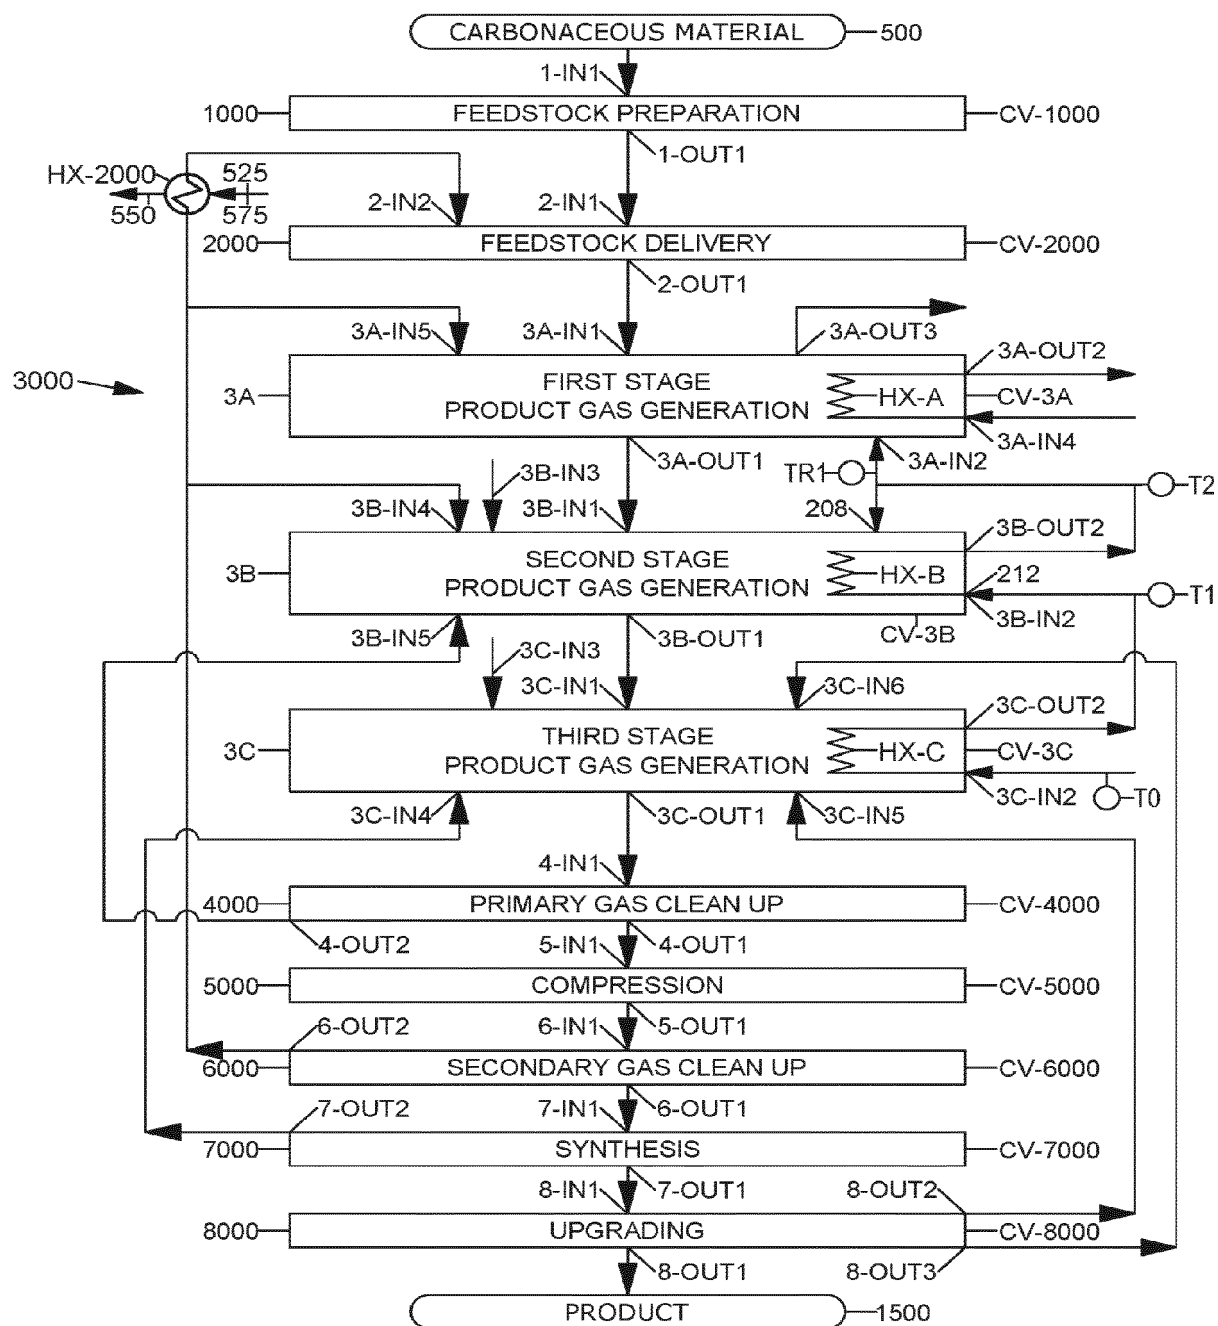 CARBONACEOUS MATERIAL 500
1-IN1
1000 FEEDSTOCK PREPARATION CV-1000
1-OUT1
HX-2000 525
550 575
2-IN2 2-IN1
2000 FEEDSTOCK DELIVERY CV-2000
2-OUT1
3A-IN5 3A-IN1 3A-OUT3
3A-OUT2
3000
3A FIRST STAGE
PRODUCT GAS GENERATION HX-A CV-3A
3A-IN4
3A-OUT1 3A-IN2
3B-IN3 TR1
T2
3B-IN4 3B-IN1 208
3B-OUT2
3B SECOND STAGE
PRODUCT GAS GENERATION HX-B 212
T1
3B-IN2
3B-IN5 3B-OUT1 CV-3B
3C-IN3
3C-IN1 3C-IN6
3C-OUT2
3C THIRD STAGE
PRODUCT GAS GENERATION HX-C CV-3C
3C-IN2 T0
3C-IN4 3C-OUT1 3C-IN5
4-IN1
4000 PRIMARY GAS CLEAN UP CV-4000
4-OUT2 5-IN1 4-OUT1
5000 COMPRESSION CV-5000
6-OUT2 6-IN1 5-OUT1
6000 SECONDARY GAS CLEAN UP CV-6000
7-OUT2 7-IN1 6-OUT1
7000 SYNTHESIS CV-7000
8-IN1 7-OUT1 8-OUT2
8000 UPGRADING CV-8000
8-OUT1 8-OUT3
PRODUCT 1500